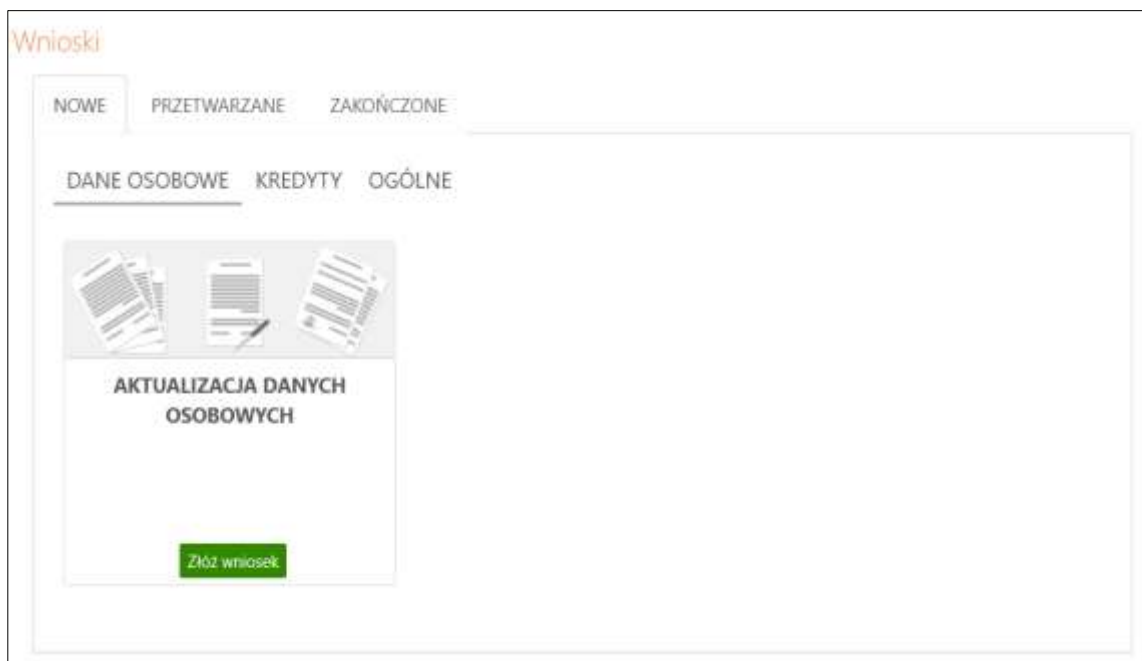 Wnioski
NOWE PRZETWARZANE ZAKOŃCZONE
DANE OSOBOWE KREDYTY OGÓLNE
AKTUALIZACJA DANYCH
OSOBOWYCH
Złóż wniosek